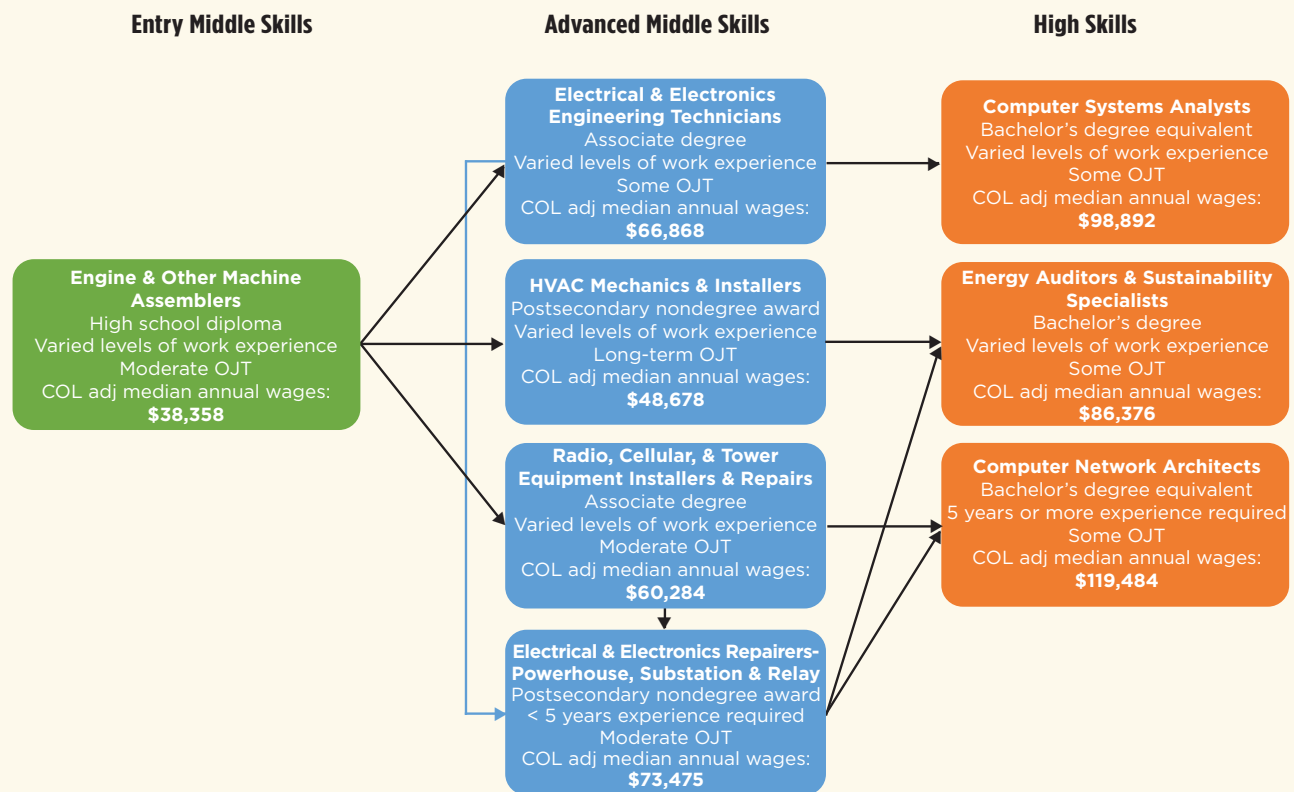 Entry Middle Skills
Advanced Middle Skills
High Skills
Engine & Other Machine
Assemblers
High school diploma
Varied levels of work experience
Moderate OJT
COL adj median annual wages:
$38,358
Electrical & Electronics
Engineering Technicians
Associate degree
Varied levels of work experience
Some OJT
COL adj median annual wages:
$66,868
HVAC Mechanics & Installers
Postsecondary nondegree award
Varied levels of work experience
Long-term OJT
COL adj median annual wages:
$48,678
Radio, Cellular, & Tower
Equipment Installers & Repairs
Associate degree
Varied levels of work experience
Moderate OJT
COL adj median annual wages:
$60,284
Electrical & Electronics Repairers-
Powerhouse, Substation & Relay
Postsecondary nondegree award
< 5 years experience required
Moderate OJT
COL adj median annual wages:
$73,475
Computer Systems Analysts
Bachelor's degree equivalent
Varied levels of work experience
Some OJT
COL adj median annual wages:
$98,892
Energy Auditors & Sustainability
Specialists
Bachelor's degree
Varied levels of work experience
Some OJT
COL adj median annual wages:
$86,376
Computer Network Architects
Bachelor's degree equivalent
5 years or more experience required
Some OJT
COL adj median annual wages:
$119,484